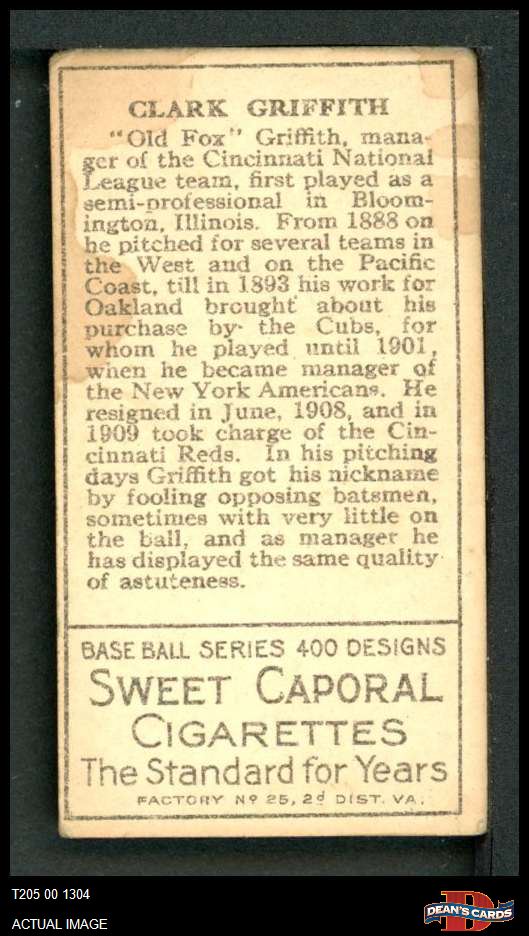 CLARK GRIFFITH
"Old Fox" Griffith, mana-
ger of the Cincinnati National
League team, first played as a
semi-professional in Bloom-
ington, Illinois. From 1888 on
he pitched for several teams in
the West and on the Pacific
Coast, till in 1893 his work for
Oakland brought about his
purchase by the Cubs, for
whom he played until 1901,
when he became manager of
the New York Americans. He
resigned in June, 1908, and in
1909 took charge of the Cin-
cinnati Reds. In his pitching
days Griffith got his nickname
by fooling opposing batsmen,
sometimes with very little on
the ball, and as manager he
has displayed the same quality
of astuteness.
BASE BALL SERIES 400 DESIGNS
SWEET CAPORAL
CIGARETTES
The Standard for Years
FACTORY Nº 25, 2d DIST. VA.
T205 00 1304
ACTUAL IMAGE
D
DEAN'S CARDS